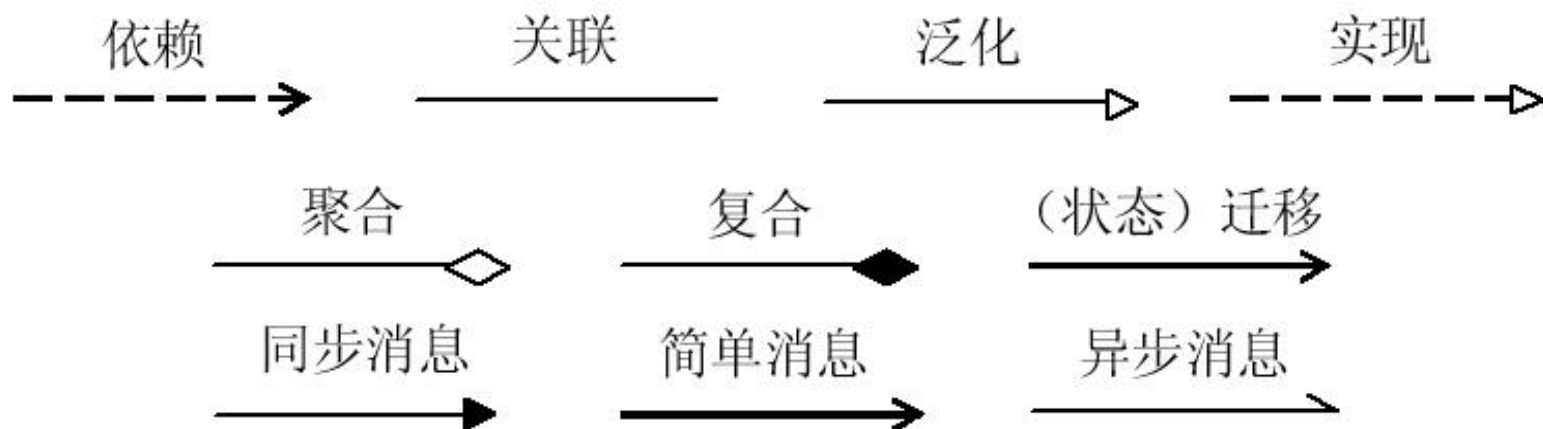 依赖 关联 泛化 实现
聚合 复合 （状态）迁移
同步消息 简单消息 异步消息